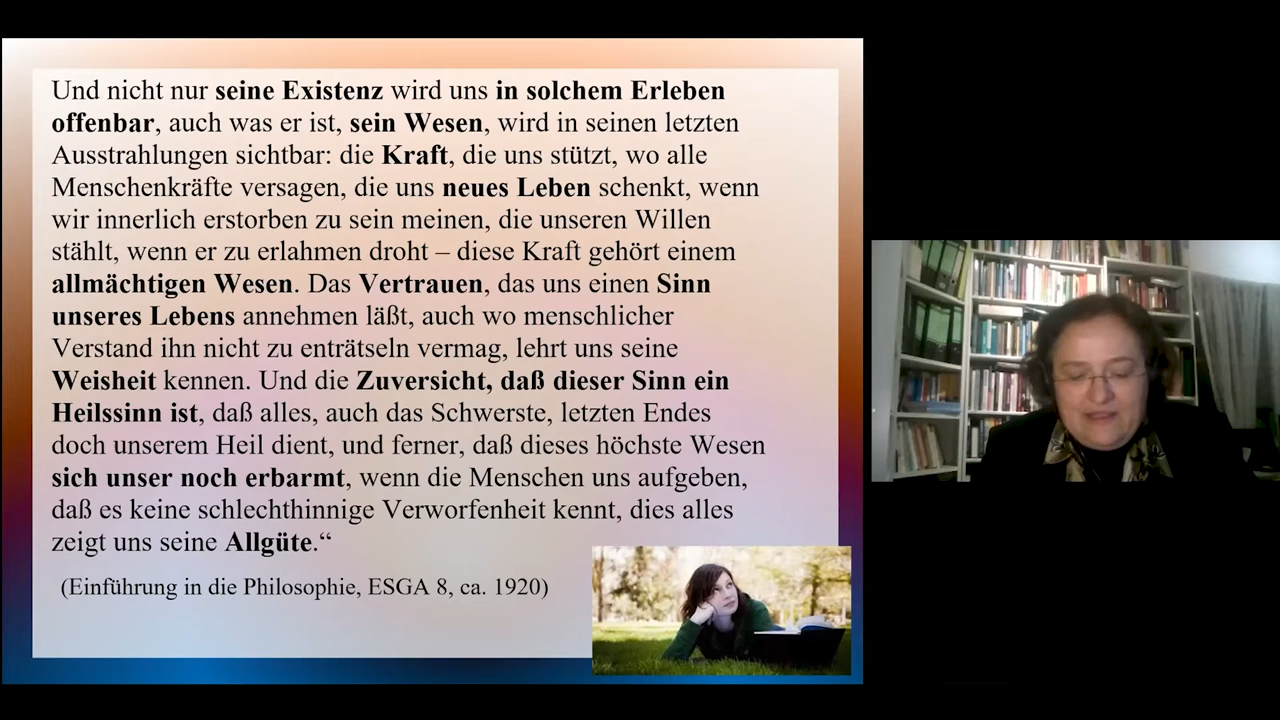 Und nicht nur seine Existenz wird uns in solchem Erleben
offenbar, auch was er ist, sein Wesen, wird in seinen letzten
Ausstrahlungen sichtbar: die Kraft, die uns stützt, wo alle
Menschenkräfte versagen, die uns neues Leben schenkt, wenn
wir innerlich erstorben zu sein meinen, die unseren Willen
stählt, wenn er zu erlahmen droht – diese Kraft gehört einem
allmächtigen Wesen. Das Vertrauen, das uns einen Sinn
unseres Lebens annehmen läßt, auch wo menschlicher
Verstand ihn nicht zu enträtseln vermag, lehrt uns seine
Weisheit kennen. Und die Zuversicht, daß dieser Sinn ein
Heilssinn ist, daß alles, auch das Schwerste, letzten Endes
doch unserem Heil dient, und ferner, daß dieses höchste Wesen
sich unser noch erbarmt, wenn die Menschen uns aufgeben,
daß es keine schlechthinnige Verworfenheit kennt, dies alles
zeigt uns seine Allgüte.“
(Einführung in die Philosophie, ESGA 8, ca. 1920)